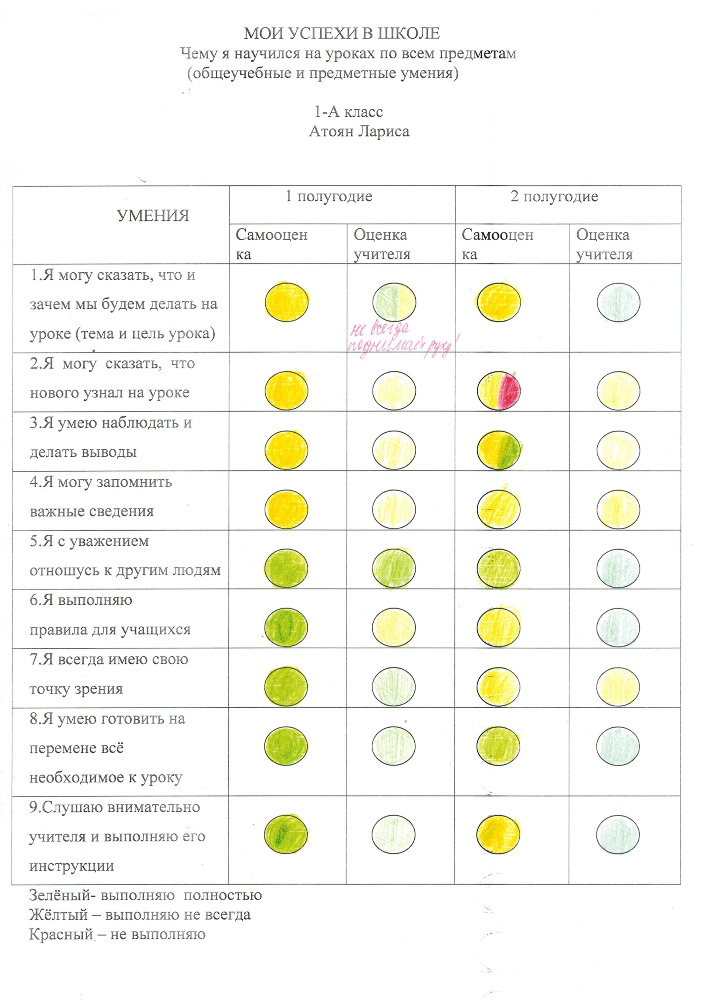 МОИ УСПЕХИ В ШКОЛЕ
Чему я научился на уроках по всем предметам
(общеучебные и предметные умения)
1-А класс
Атоян Лариса
УМЕНИЯ
1 полугодие
2 полугодие
Самооцен
ка
Оценка
учителя
Самооцен
ка
Оценка
учителя
1.Я могу сказать, что и
зачем мы будем делать на
уроке (тема и цель урока)
не всегда
поднимает руку!
2.Я могу сказать, что
нового узнал на уроке
3.Я умею наблюдать и
делать выводы
4.Я могу запомнить
важные сведения
5.Я с уважением
отношусь к другим людям
6.Я выполняю
правила для учащихся
7.Я всегда имею свою
точку зрения
8.Я умею готовить на
перемене всё
необходимое к уроку
9.Слушаю внимательно
учителя и выполняю его
инструкции
Зелёный- выполняю полностью
Жёлтый – выполняю не всегда
Красный – не выполняю